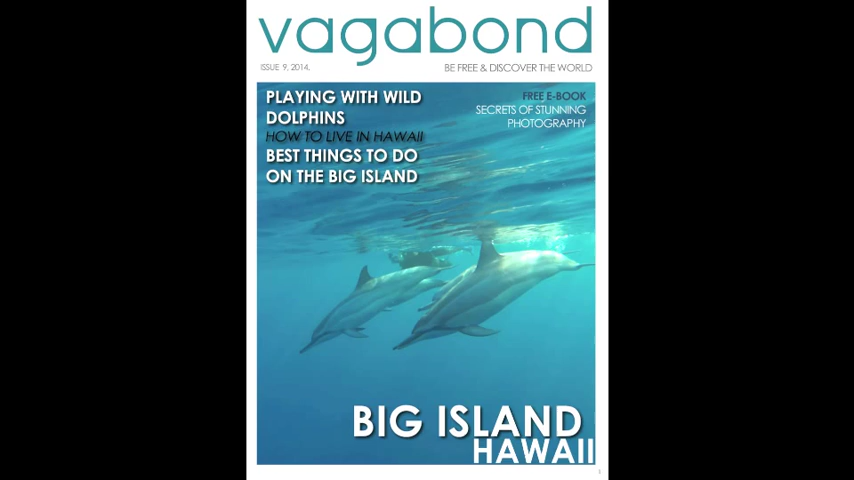 vagabond
ISSUE 9, 2014,
BE FREE & DISCOVER THE WORLD
PLAYING WITH WILD
DOLPHINS
HOW TO LIVE IN HAWAII
BEST THINGS TO DO
ON THE BIG ISLAND
FREE E-BOOK
SECRETS OF STUNNING
PHOTOGRAPHY
BIG ISLAND
HAWAII